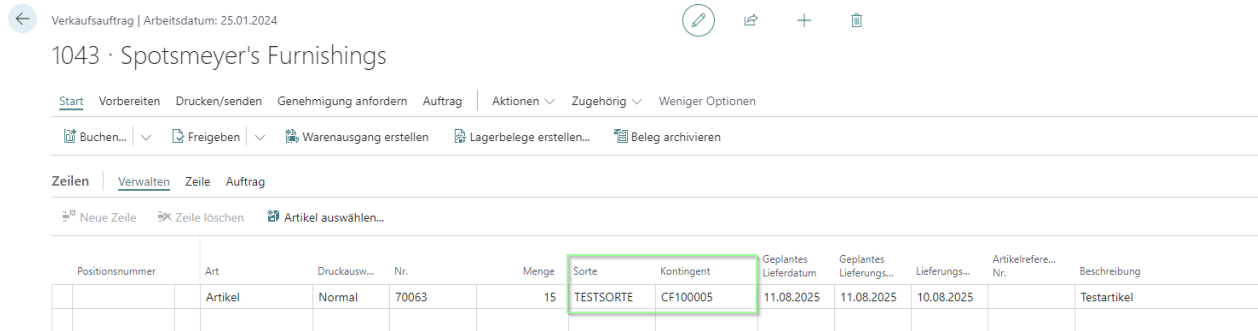 Verkaufsauftrag | Arbeitsdatum: 25.01.2024
1043 · Spotsmeyer's Furnishings
Start Vorbereiten Drucken/senden Genehmigung anfordern Auftrag Aktionen Zugehörig Weniger Optionen
Buchen... Freigeben Warenausgang erstellen Lagerbelege erstellen... Beleg archivieren
Zeilen Verwalten Zeile Auftrag
Neue Zeile Zeile löschen Artikel auswählen...
Positionsnummer Art Druckausw... Nr. Menge Sorte Kontingent Geplantes Lieferdatum Geplantes Lieferungs... Lieferungs... Artikelrefere... Nr. Beschreibung
Artikel Normal 70063 15 TESTSORTE CF100005 11.08.2025 11.08.2025 10.08.2025 Testartikel